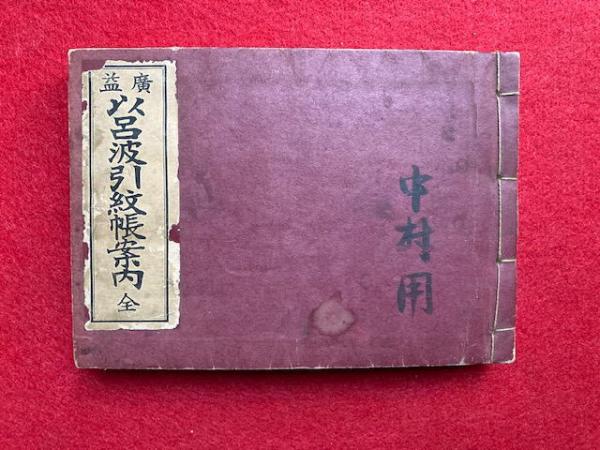 廣益
以呂波引紋帳案内
全
中村用